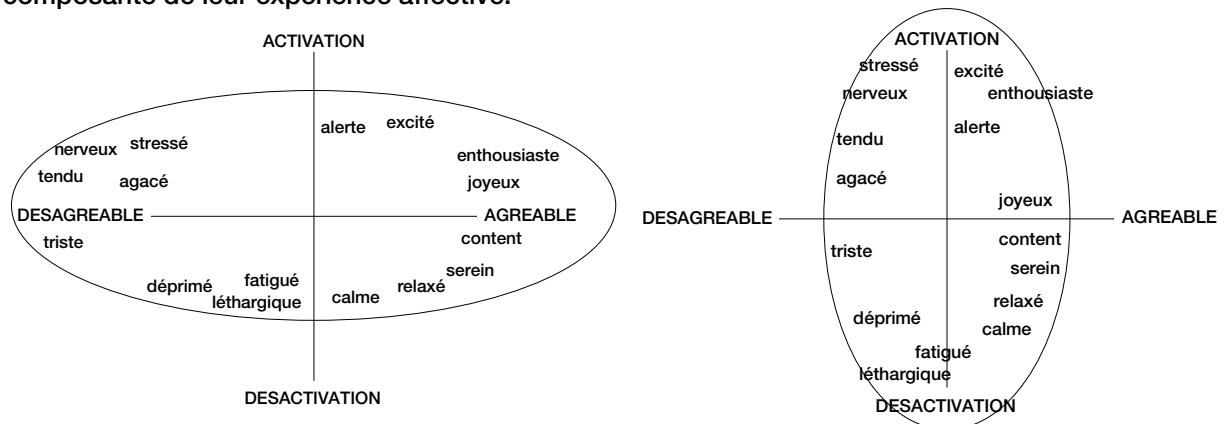 composante de leur expérience affective.
ACTIVATION
alerte excité
nerveux stressé
enthousiaste
tendu agacé
joyeux
DESAGREABLE AGREABLE
triste
content
serein
déprimé fatigué
relaxé
léthargique calme
DESACTIVATION
ACTIVATION
stressé excité
nerveux enthousiaste
alerte
tendu
agacé
joyeux
DESAGREABLE AGREABLE
content
triste
serein
relaxé
déprimé
calme
fatigué
léthargique
DESACTIVATION